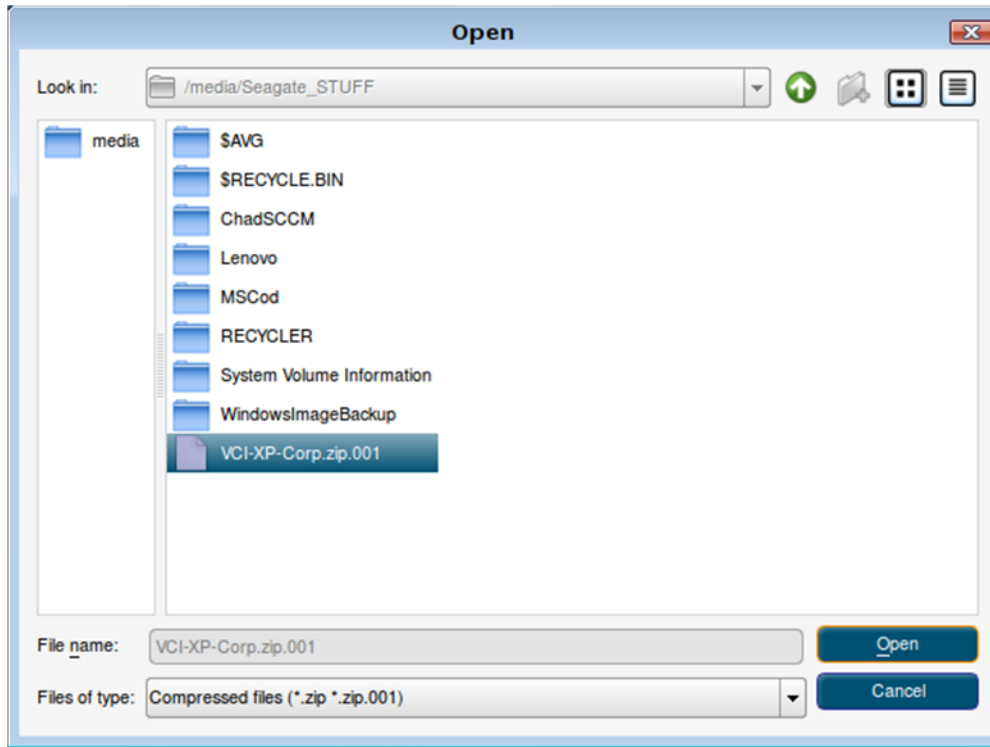 Open
Look in: /media/Seagate_STUFF
media
$AVG
$RECYCLE.BIN
ChadSCCM
Lenovo
MSCod
RECYCLER
System Volume Information
WindowsImageBackup
VCI-XP-Corp.zip.001
File name: VCI-XP-Corp.zip.001
Open
Files of type: Compressed files (*.zip *.zip.001)
Cancel